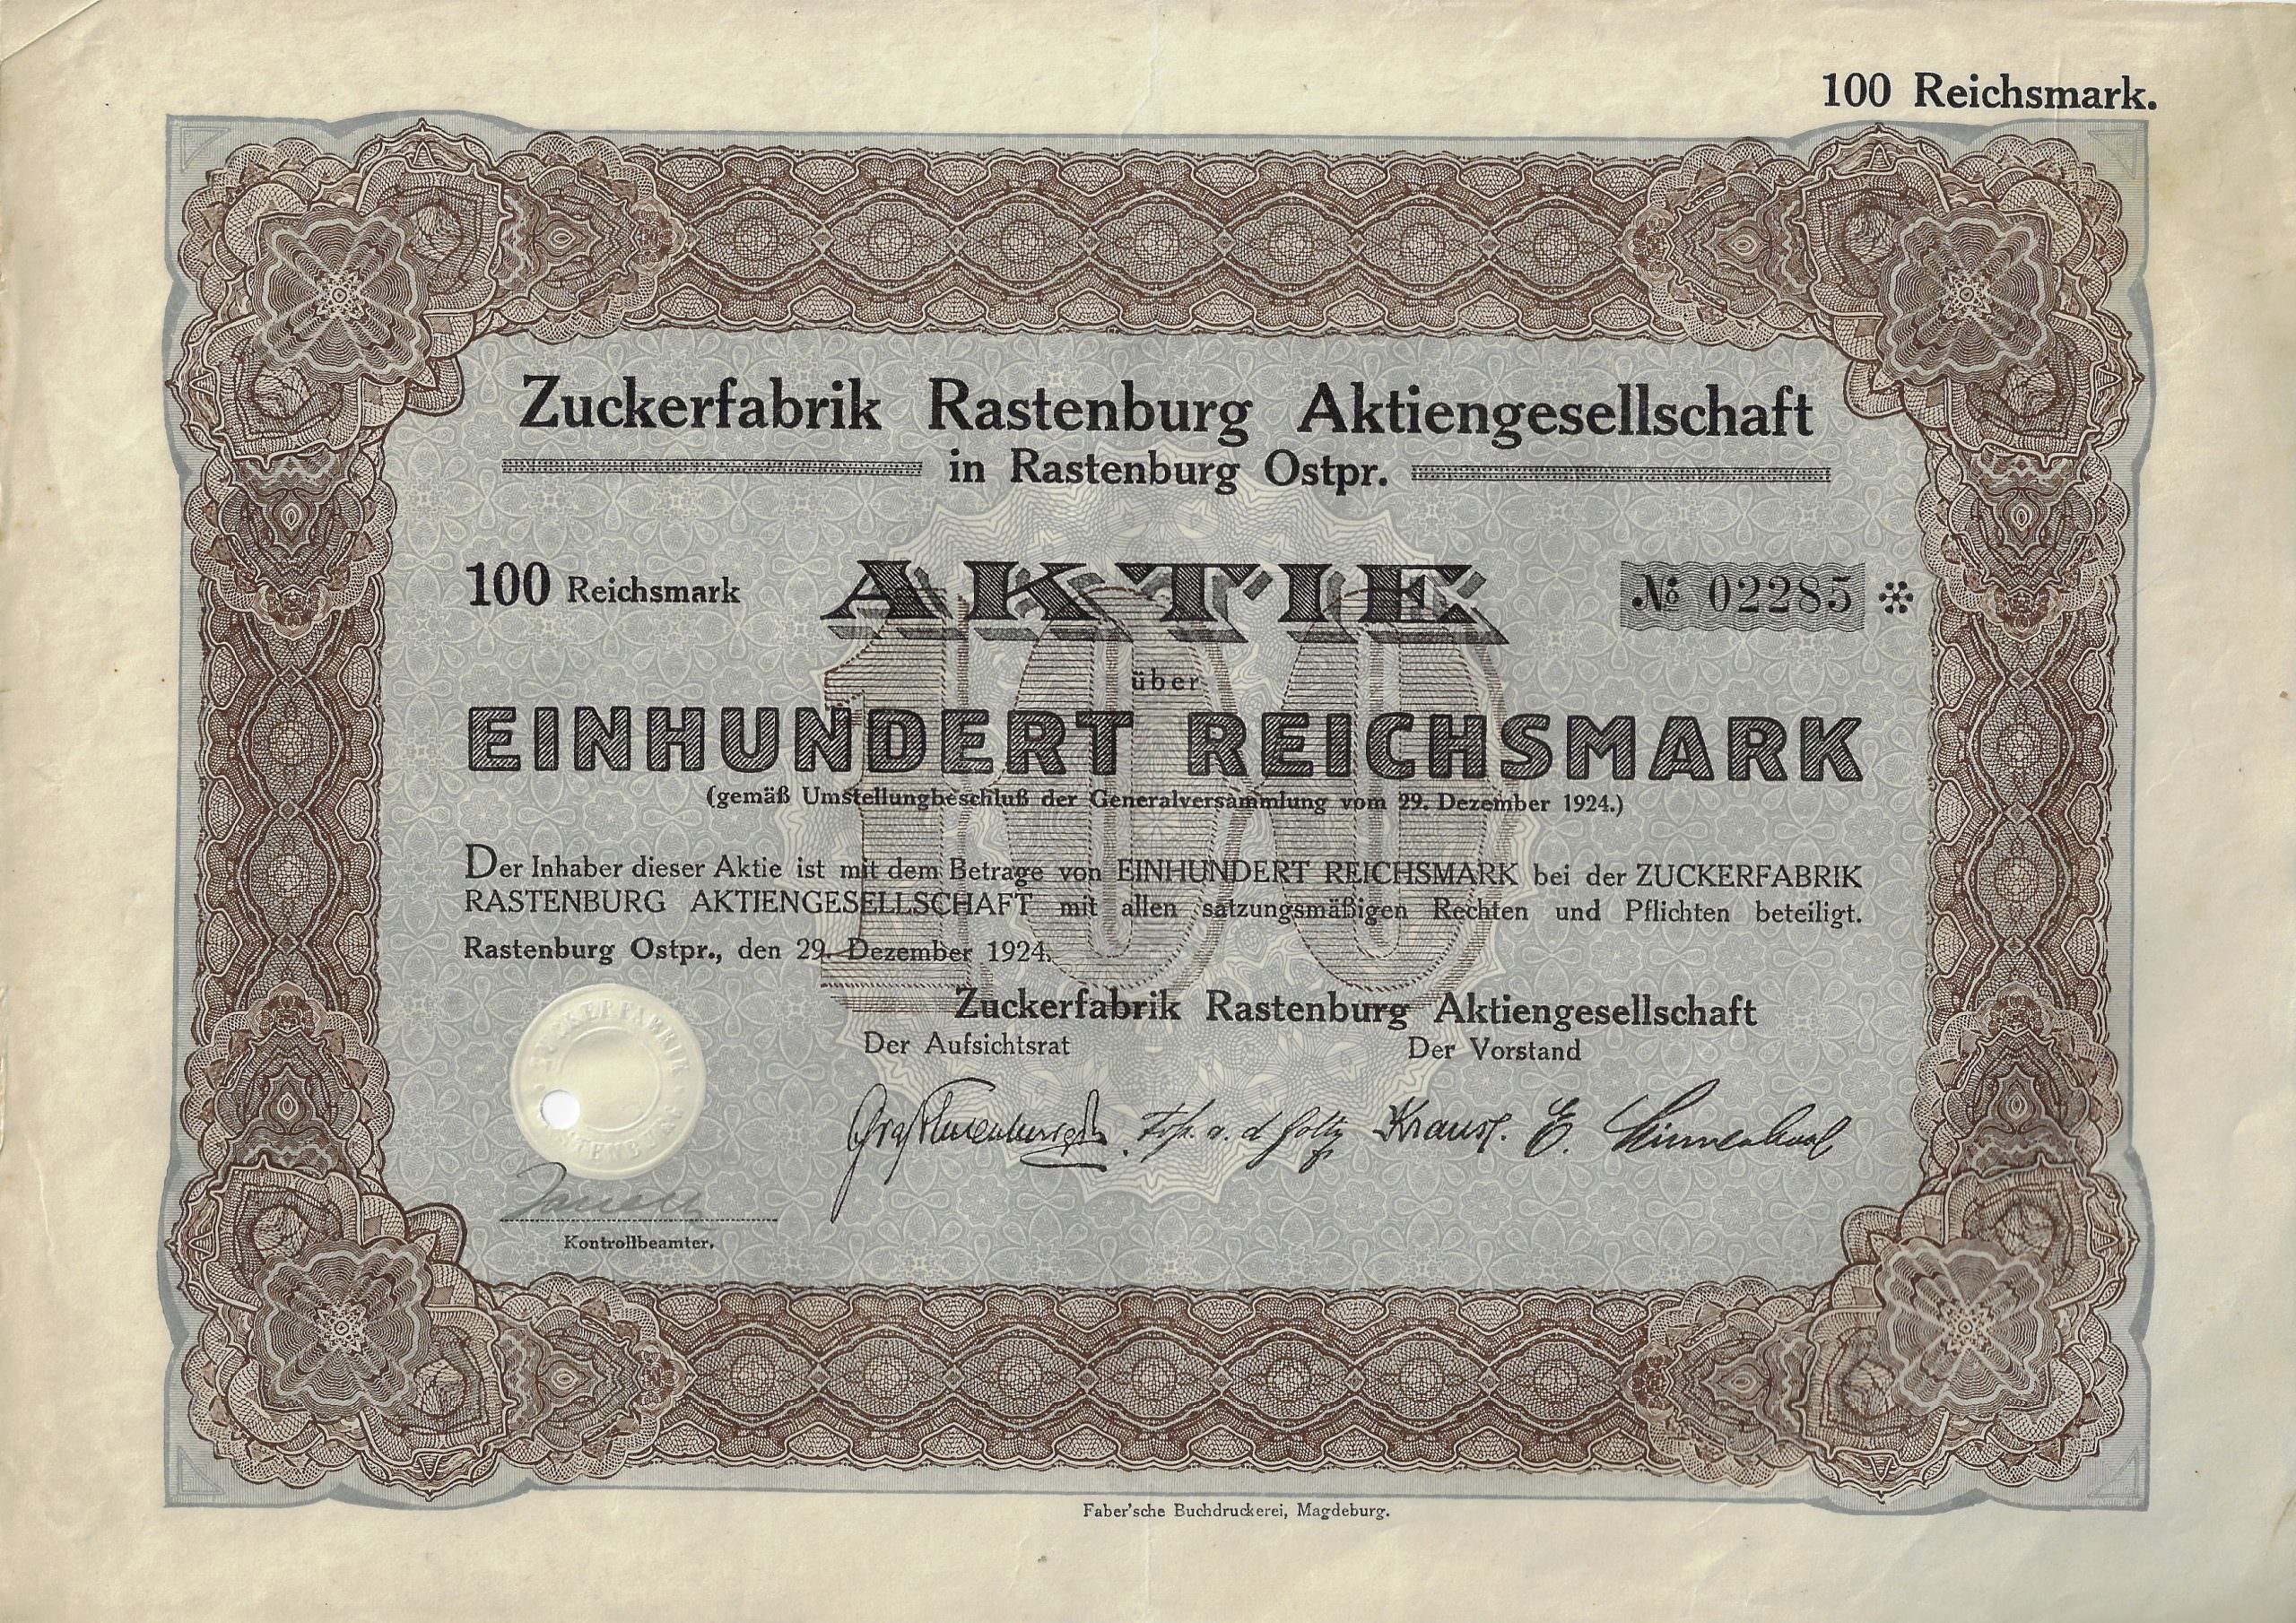 100 Reichsmark.
Zuckerfabrik Rastenburg Aktiengesellschaft
in Rastenburg Ostpr.
100 Reichsmark AKTIE № 02285
über
EINHUNDERT REICHSMARK
(gemäß Umstellungbeschluß der Generalversammlung vom 29. Dezember 1924.)
Der Inhaber dieser Aktie ist mit dem Betrage von EINHUNDERT REICHSMARK bei der ZUCKERFABRIK
RASTENBURG AKTIENGESELLSCHAFT mit allen satzungsmäßigen Rechten und Pflichten beteiligt.
Rastenburg Ostpr., den 29. Dezember 1924.
100
Zuckerfabrik Rastenburg Aktiengesellschaft
Der Aufsichtsrat Der Vorstand
ZUCKERFABRIK
Krause. E.
Kontrollbeamter.
Faber'sche Buchdruckerei, Magdeburg.